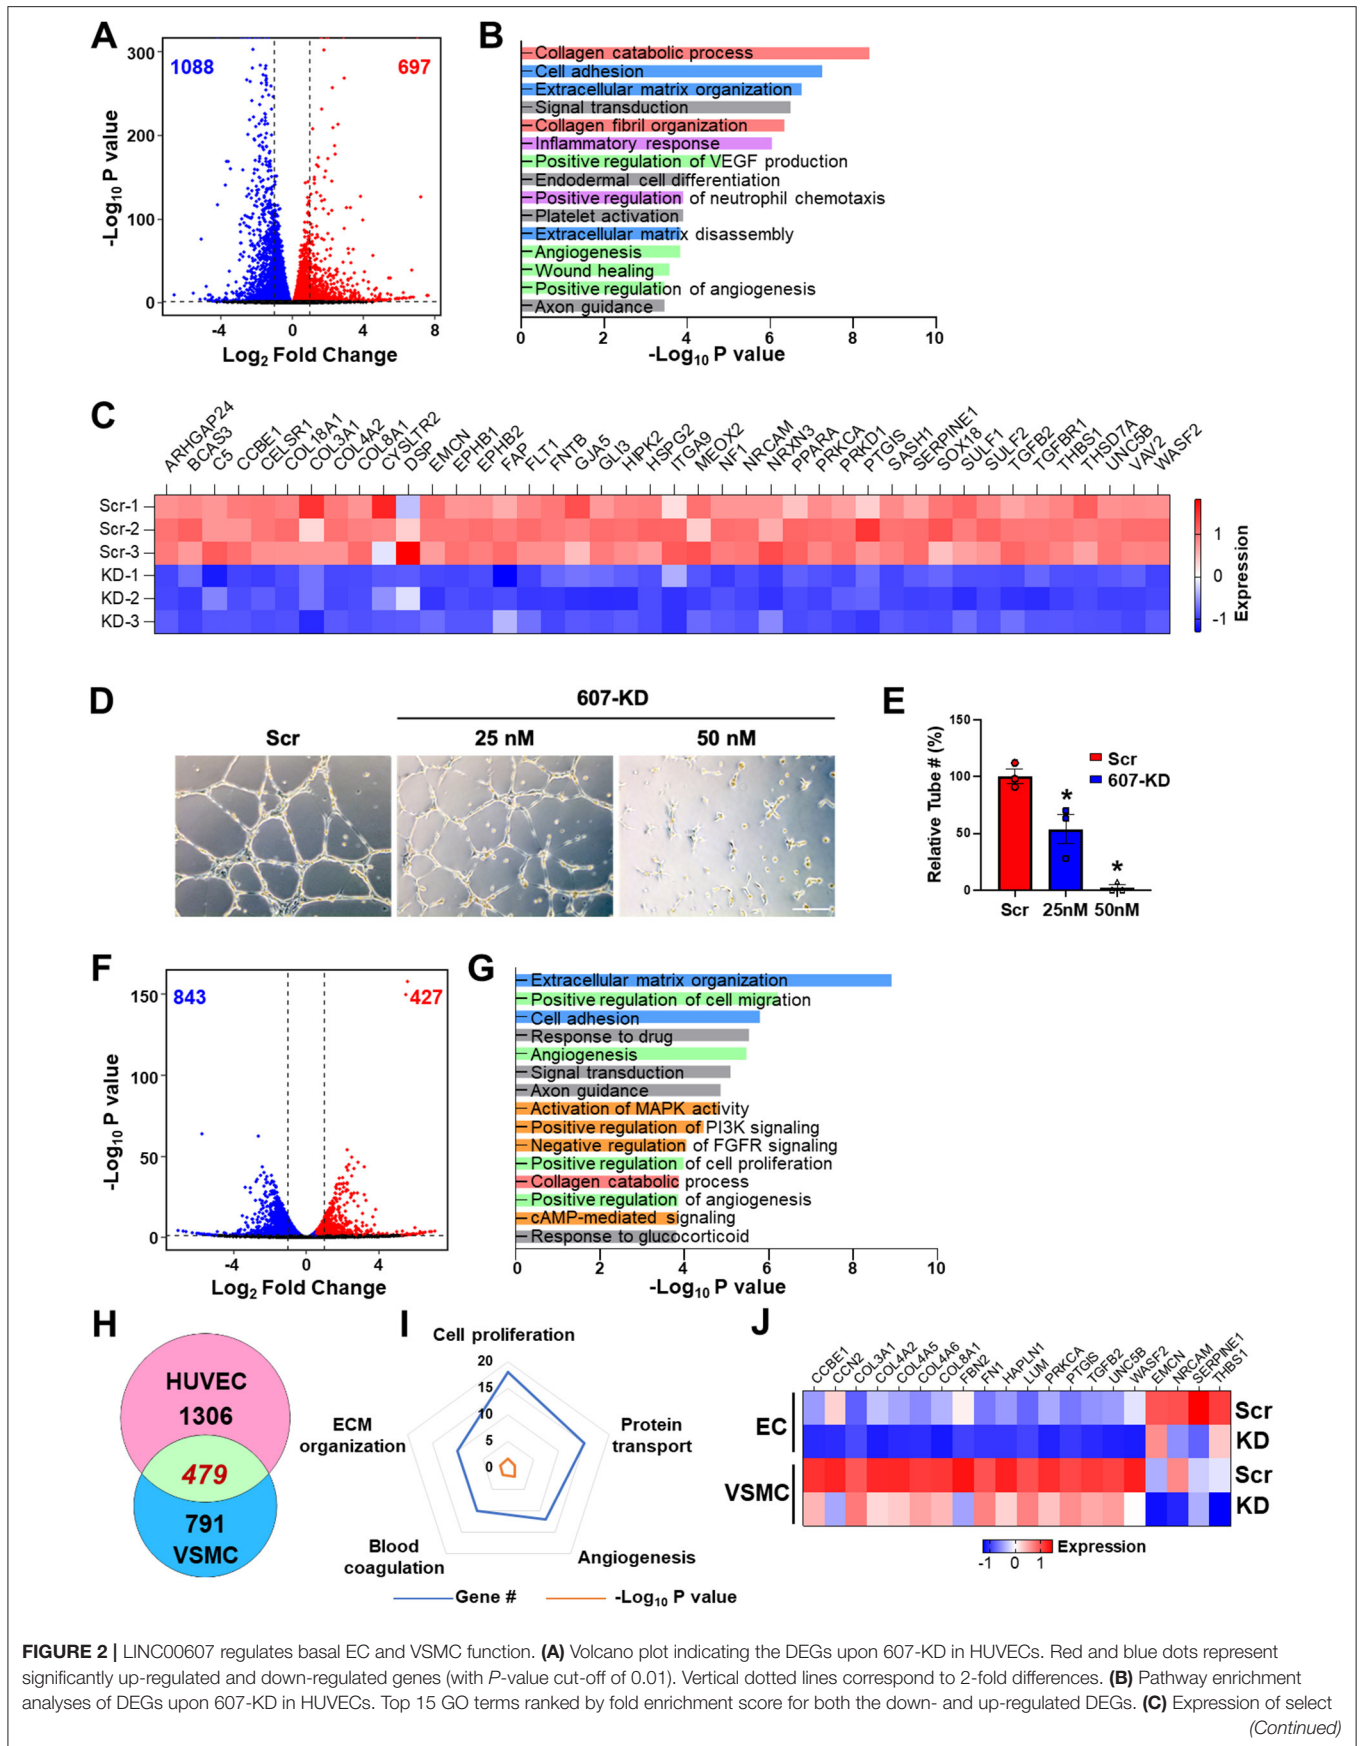 A
300
200
100
0
1088
697
-4
0
4
8
-Log10 P value
Log2 Fold Change
B
Collagen catabolic process
Cell adhesion
Extracellular matrix organization
Signal transduction
Collagen fibril organization
Inflammatory response
Positive regulation of VEGF production
Endodermal cell differentiation
Positive regulation of neutrophil chemotaxis
Platelet activation
Extracellular matrix disassembly
Angiogenesis
Wound healing
Positive regulation of angiogenesis
Axon guidance
0 2 4 6 8 10
-Log10 P value
C
ARHGAP24
BCAS3
C5
CCBE1
CELSR1
COL18A1
COL3A1
COL4A2
COL8A1
CYSLTR2
DSP
EMCN
EPHB1
EPHB2
FAP
FLT1
FNTB
GJA5
GLI3
HIPK2
HSPG2
ITGA9
MEOX2
NF1
NRCAM
NRXN3
PPARA
PRKCA
PRKD1
PTGIS
SASH1
SERPINE1
SOX18
SULF1
SULF2
TGFB2
TGFBR1
THBS1
THSD7A
UNC5B
VAV2
WASF2
Scr-1
Scr-2
Scr-3
KD-1
KD-2
KD-3
1
0
-1
Expression
D
607-KD
Scr
25 nM
50 nM
E
150
100
50
0
Relative Tube # (%)
Scr
607-KD
*
*
Scr 25nM 50nM
F
150
100
50
0
843
427
-4
0
4
-Log10 P value
Log2 Fold Change
G
Extracellular matrix organization
Positive regulation of cell migration
Cell adhesion
Response to drug
Angiogenesis
Signal transduction
Axon guidance
Activation of MAPK activity
Positive regulation of PI3K signaling
Negative regulation of FGFR signaling
Positive regulation of cell proliferation
Collagen catabolic process
Positive regulation of angiogenesis
cAMP-mediated signaling
Response to glucocorticoid
0 2 4 6 8 10
-Log10 P value
H
HUVEC
1306
479
791
VSMC
I
Cell proliferation
20
15
10
5
0
ECM
organization
Protein
transport
Blood
coagulation
Angiogenesis
Gene #
-Log10 P value
J
CCBE1
CCN2
COL3A1
COL4A2
COL4A5
COL4A6
COL8A1
FBN2
FN1
HAPLN1
LUM
PRKCA
PTGIS
TGFB2
UNC5B
WASF2
EMCN
NRCAM
SERPINE1
THBS1
EC
VSMC
Scr
KD
Scr
KD
-1 0 1
Expression
FIGURE 2 | LINC00607 regulates basal EC and VSMC function. (A) Volcano plot indicating the DEGs upon 607-KD in HUVECs. Red and blue dots represent
significantly up-regulated and down-regulated genes (with P-value cut-off of 0.01). Vertical dotted lines correspond to 2-fold differences. (B) Pathway enrichment
analyses of DEGs upon 607-KD in HUVECs. Top 15 GO terms ranked by fold enrichment score for both the down- and up-regulated DEGs. (C) Expression of select
(Continued)